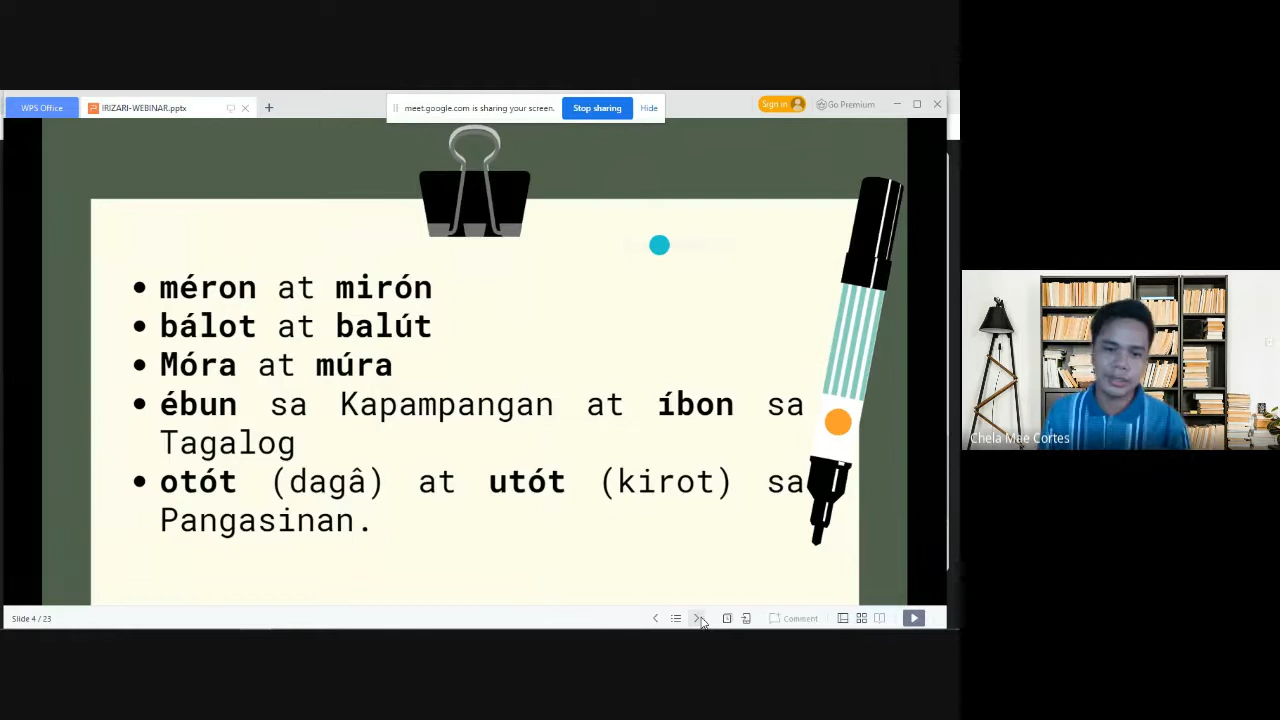 WPS Office
IRIZARI-WEBINAR.pptx
meet.google.com is sharing your screen.
Stop sharing
Hide
Sign in
Go Premium
méron at mirón
bálot at balút
Móra at múra
ébun sa Kapampangan at íbon sa
Tagalog
otót (dagâ) at utót (kirot) sa
Pangasinan.
Chela Mae Cortes
Slide 4 / 23
Comment